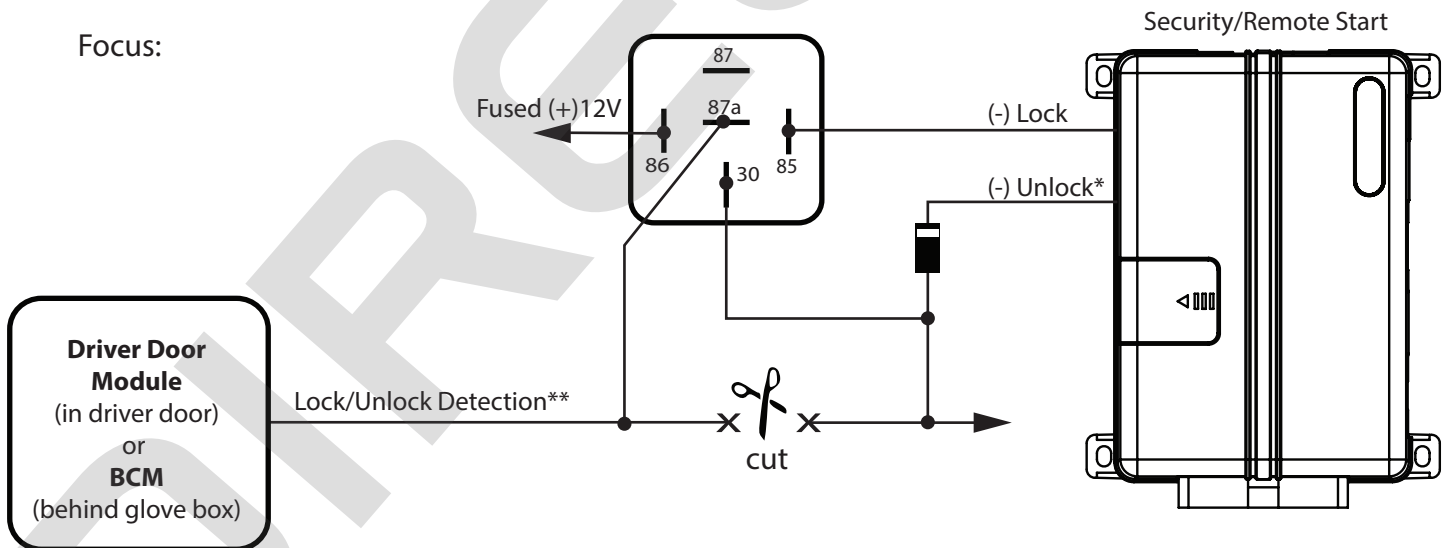 Focus:
Security/Remote Start
87
Fused (+)12V
87a
(-) Lock
86
30
85
(-) Unlock*
Driver Door
Module
(in driver door)
or
BCM
(behind glove box)
Lock/Unlock Detection**
cut